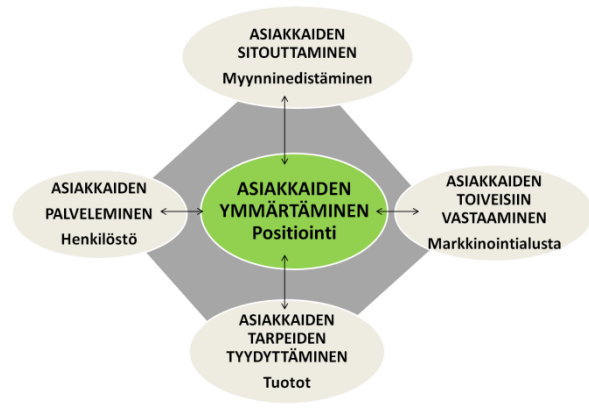 ASIAKKAIDEN
SITOUTTAMINEN
Myynninedistäminen
ASIAKKAIDEN
PALVELEMINEN
Henkilöstö
ASIAKKAIDEN
YMMÄRTÄMINEN
Positiointi
ASIAKKAIDEN
TOIVEISIIN
VASTAAMINEN
Markkinointialusta
ASIAKKAIDEN
TARPEIDEN
TYYDYTTÄMINEN
Tuotot